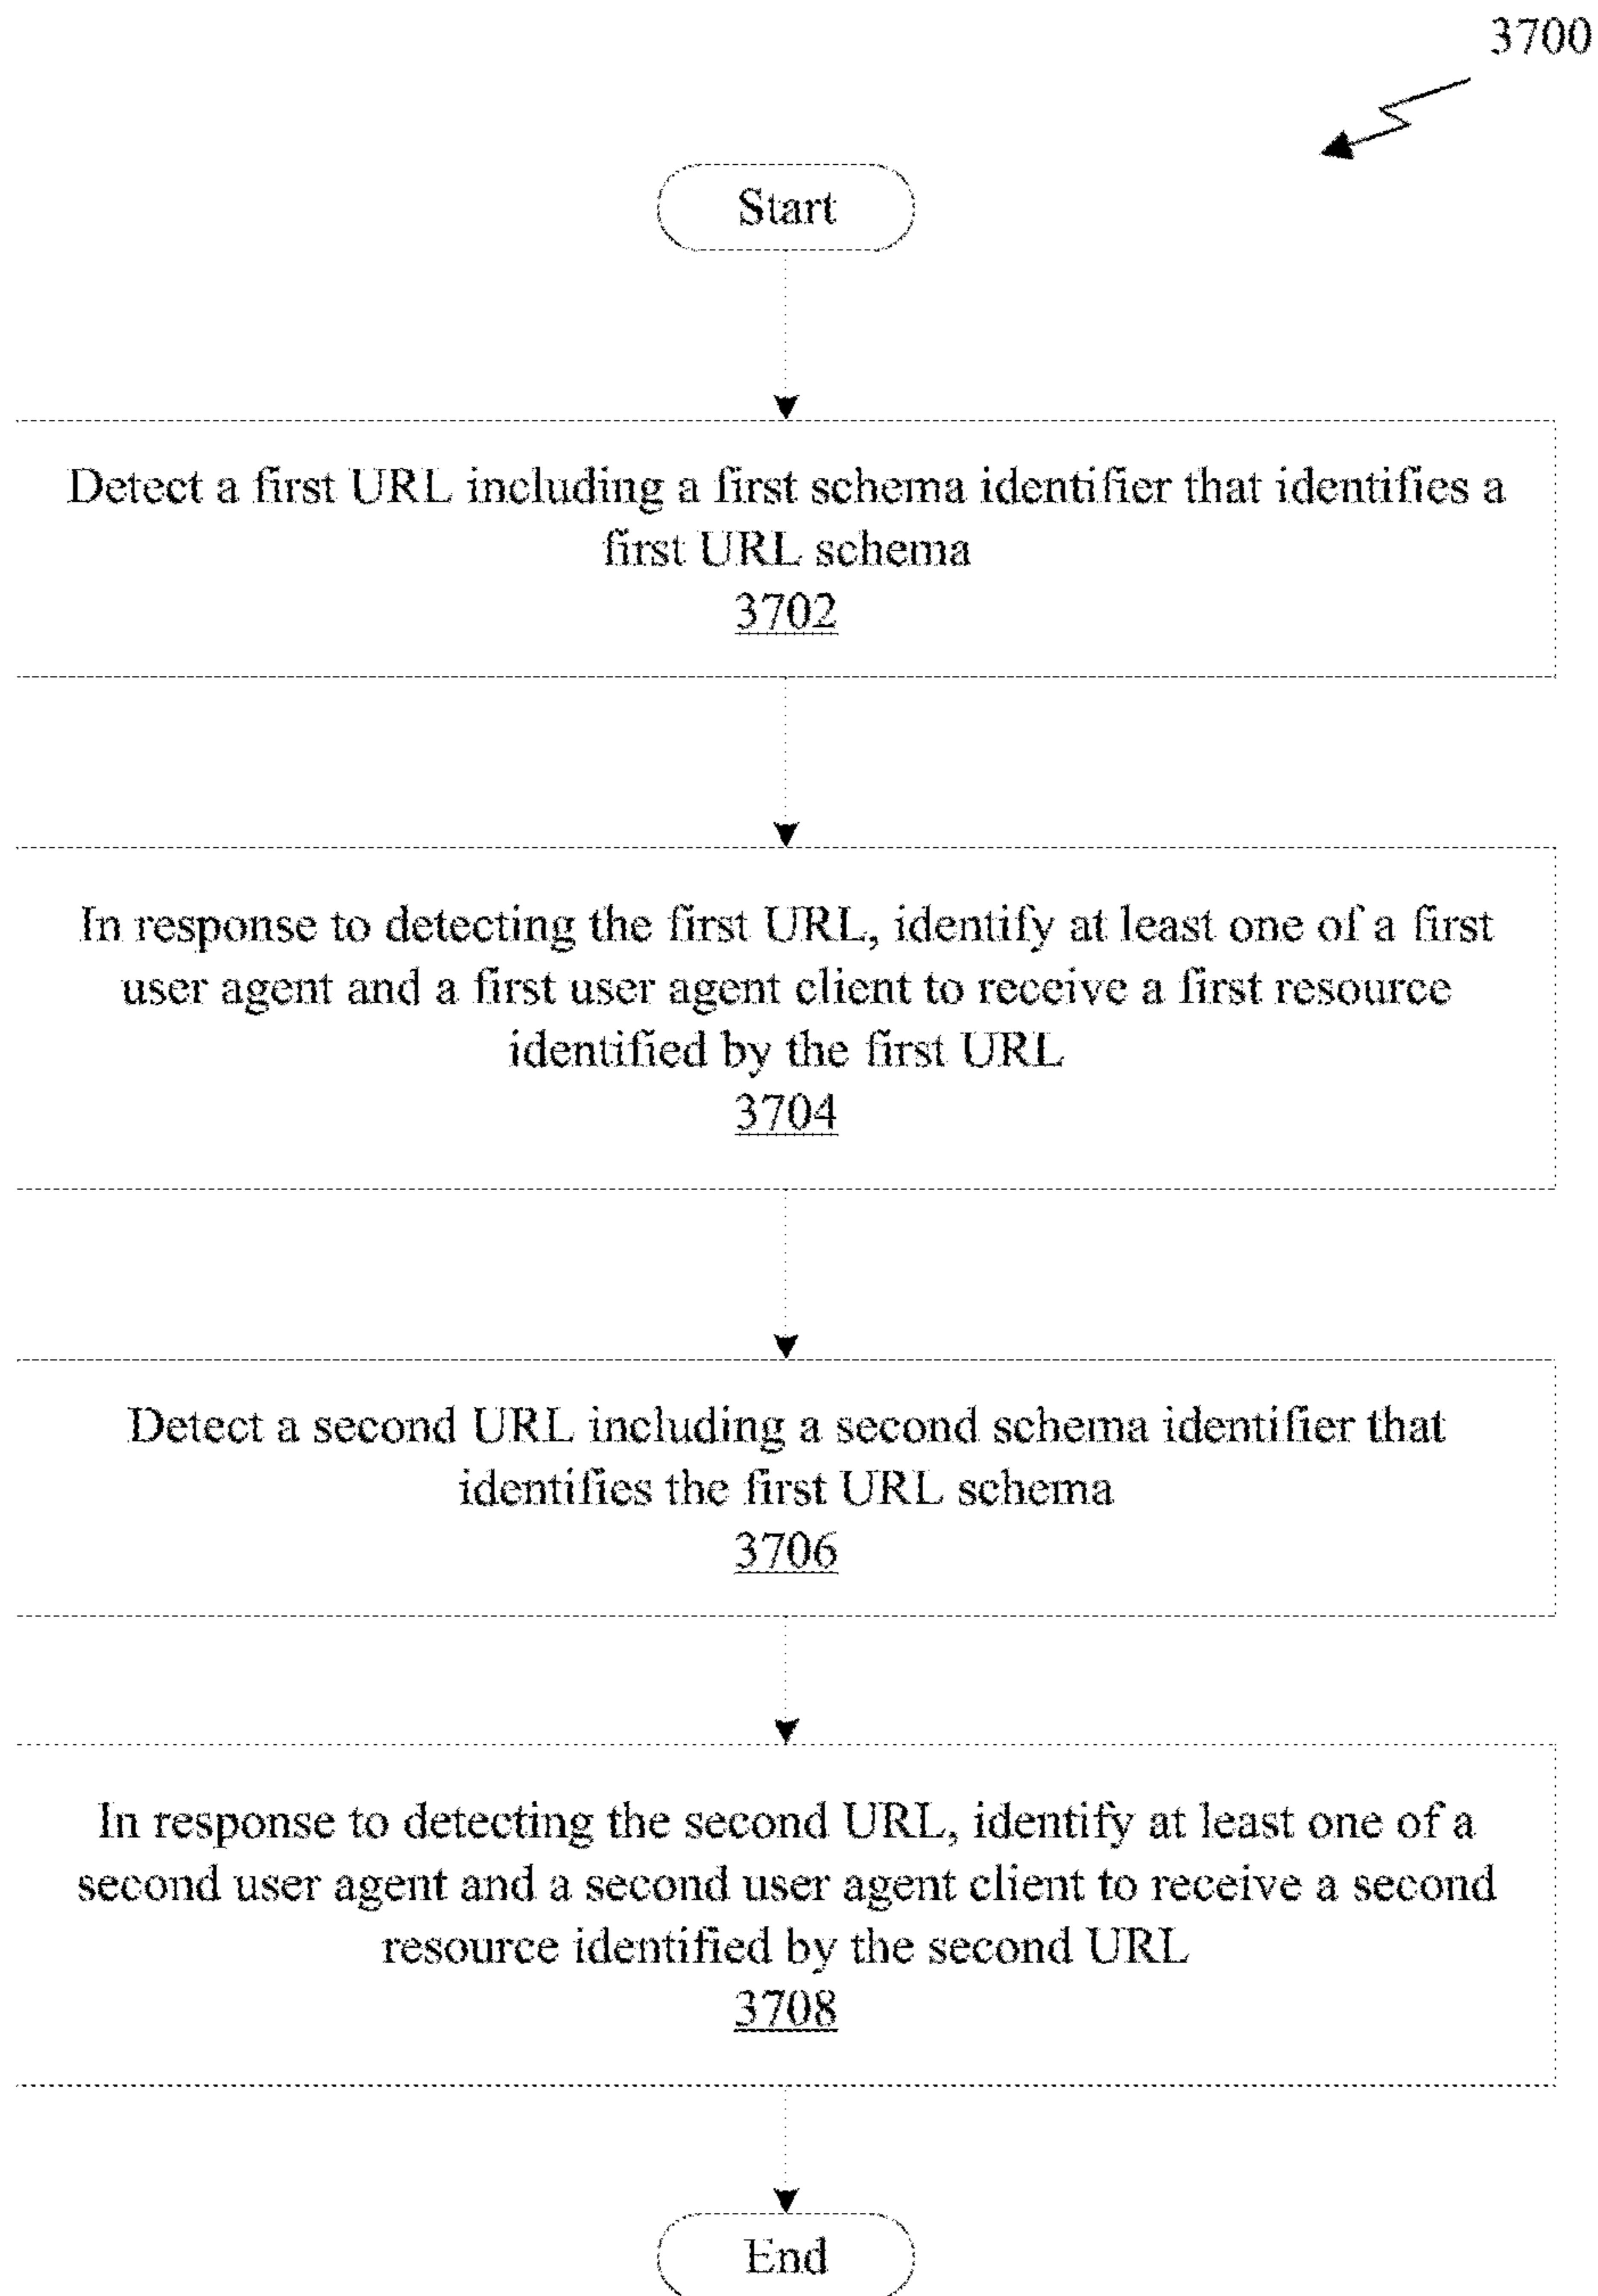 3700
Start
Detect a first URL including a first schema identifier that identifies a
first URL schema
3702
In response to detecting the first URL, identify at least one of a first
user agent and a first user agent client to receive a first resource
identified by the first URL
3704
Detect a second URL including a second schema identifier that
identifies the first URL schema
3706
In response to detecting the second URL, identify at least one of a
second user agent and a second user agent client to receive a second
resource identified by the second URL
3708
End